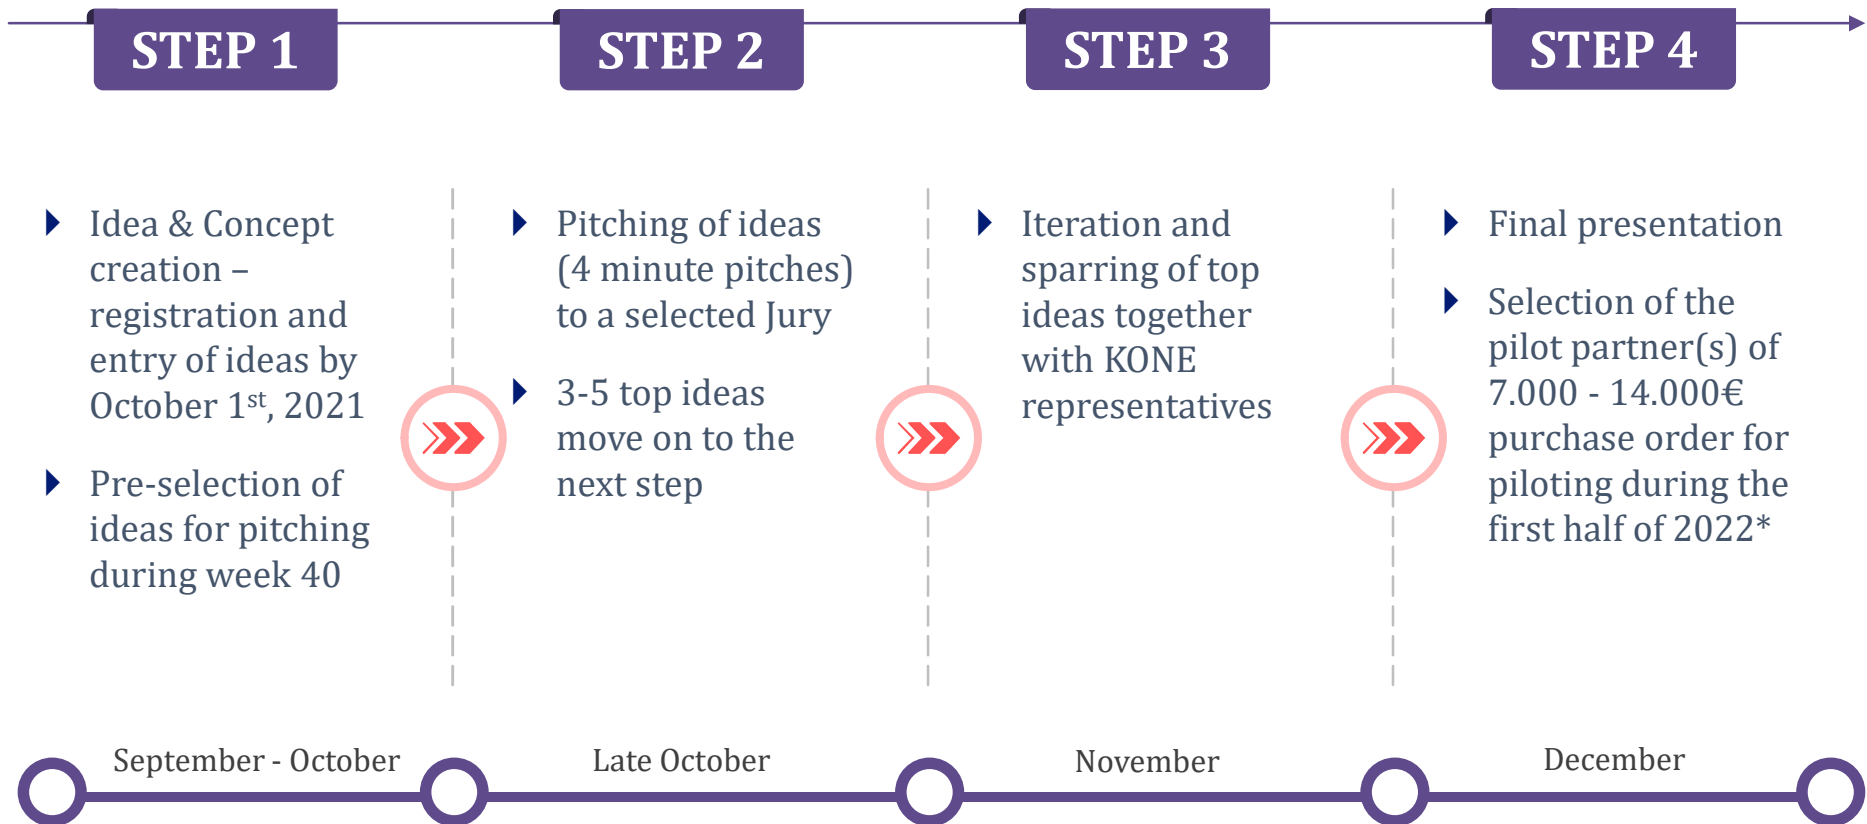 STEP 1
STEP 2
STEP 3
STEP 4
Idea & Concept
creation –
registration and
entry of ideas by
October 1st, 2021
Pre-selection of
ideas for pitching
during week 40
Pitching of ideas
(4 minute pitches)
to a selected Jury
3-5 top ideas
move on to the
next step
Iteration and
sparring of top
ideas together
with KONE
representatives
Final presentation
Selection of the
pilot partner(s) of
7.000 - 14.000€
purchase order for
piloting during the
first half of 2022*
September - October
Late October
November
December